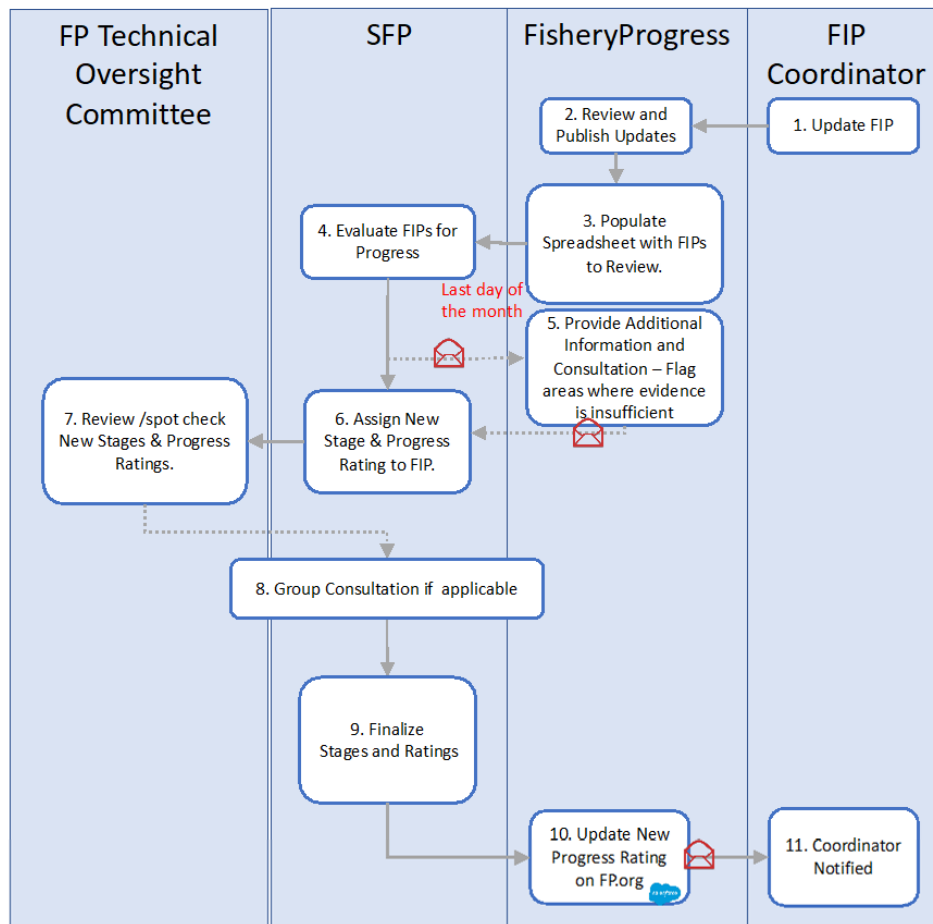 FP Technical
Oversight
Committee
SFP
FisheryProgress
FIP
Coordinator
1. Update FIP
2. Review and
Publish Updates
3. Populate
Spreadsheet with FIPs
to Review.
4. Evaluate FIPs for
Progress
Last day of
the month
5. Provide Additional
Information and
Consultation – Flag
areas where evidence
is insufficient
6. Assign New
Stage & Progress
Rating to FIP.
7. Review /spot check
New Stages & Progress
Ratings.
8. Group Consultation if applicable
9. Finalize
Stages and Ratings
10. Update New
Progress Rating
on FP.org
11. Coordinator
Notified